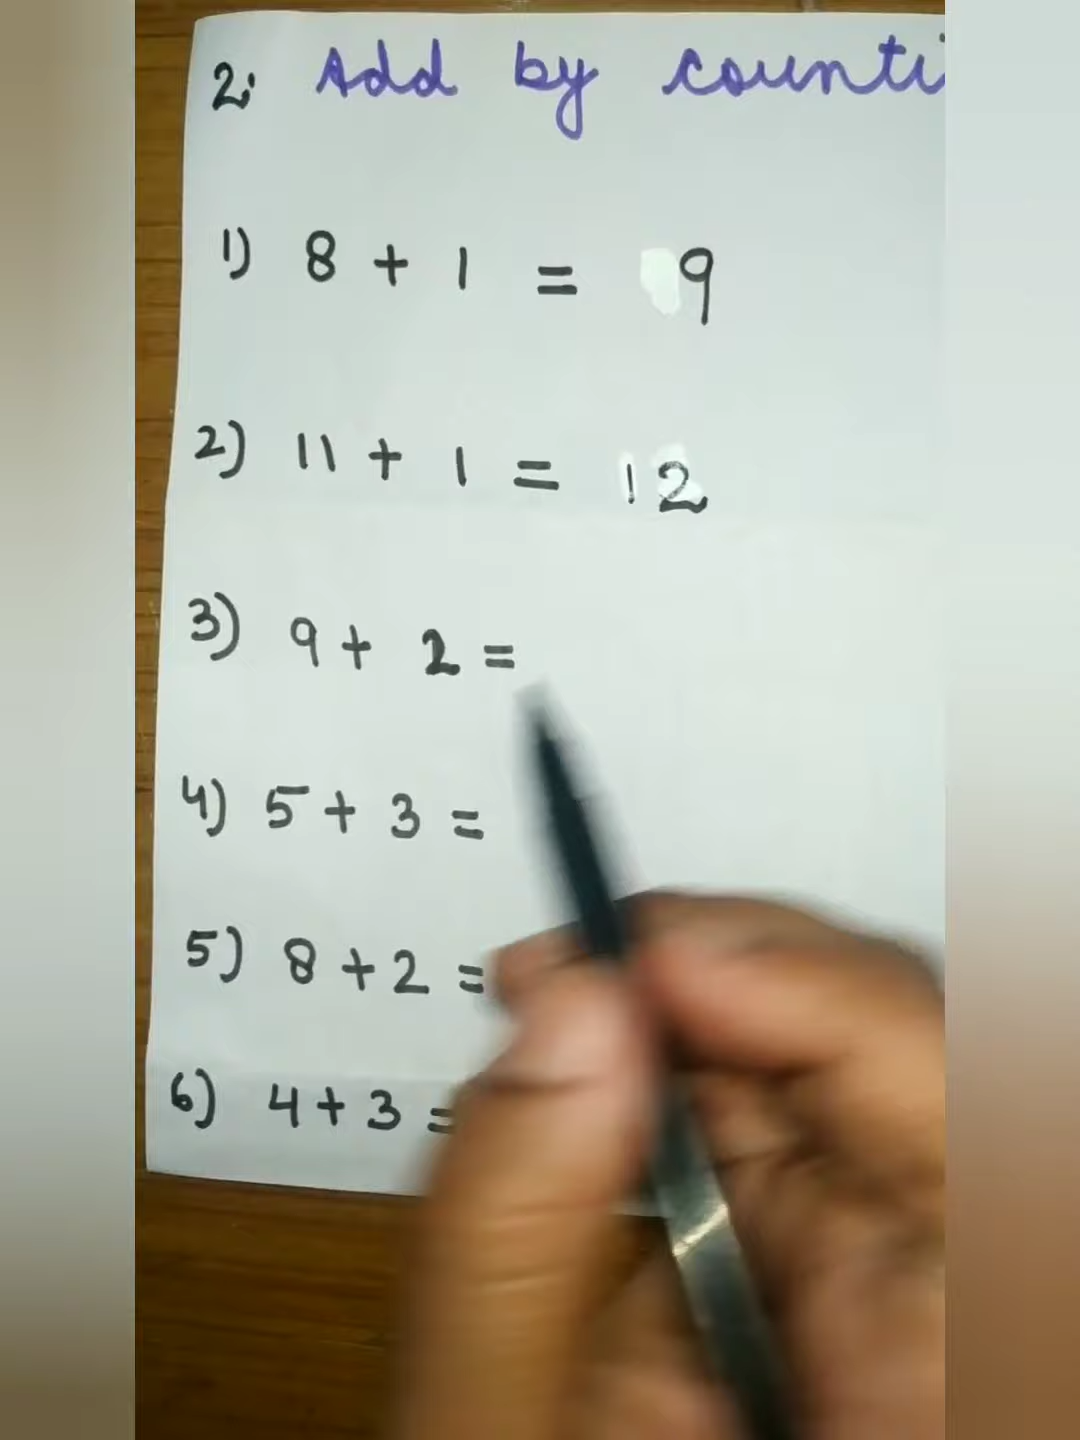 2. Add by
1) 8 + 1 = 9
2) 11 + 1 = 12
3) 9 + 2 =
4) 5 + 3 =
5) 8 + 2 =
6) 4 + 3 =